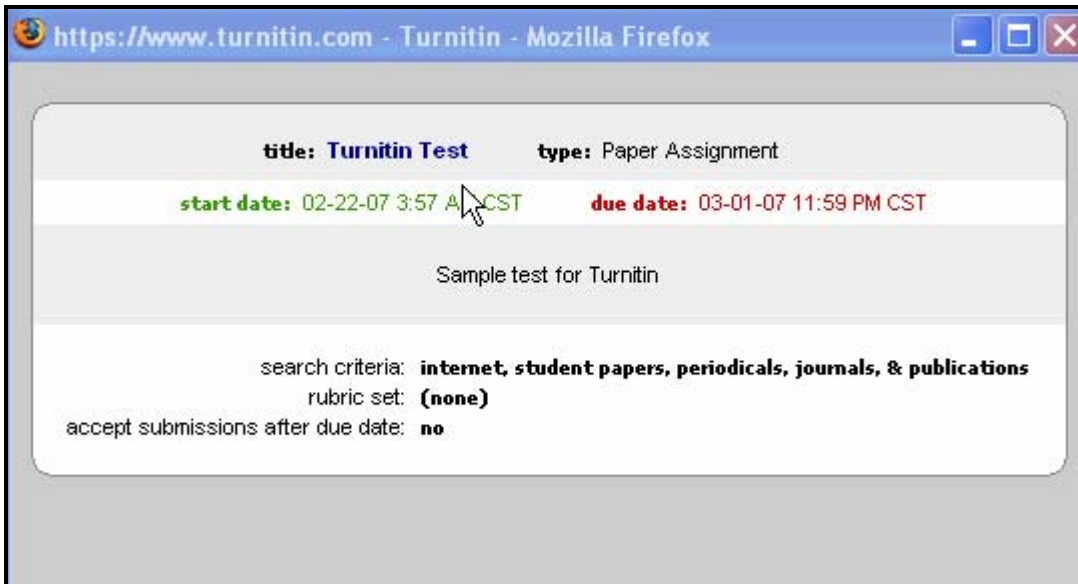 https://www.turnitin.com - Turnitin - Mozilla Firefox
title: Turnitin Test type: Paper Assignment
start date: 02-22-07 3:57 CST due date: 03-01-07 11:59 PM CST
Sample test for Turnitin
search criteria: internet, student papers, periodicals, journals, & publications
rubric set: (none)
accept submissions after due date: no